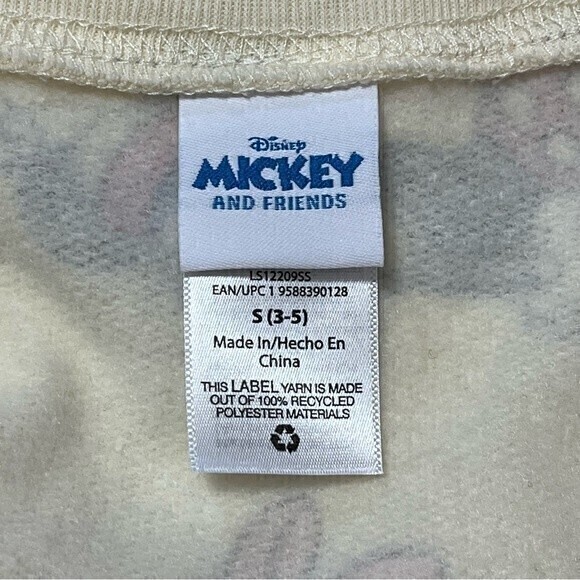 Disney
MICKEY
AND FRIENDS
LS12209SS
EAN/UPC 1 9588390128
S (3-5)
Made In/Hecho En
China
THIS LABEL YARN IS MADE
OUT OF 100% RECYCLED
POLYESTER MATERIALS